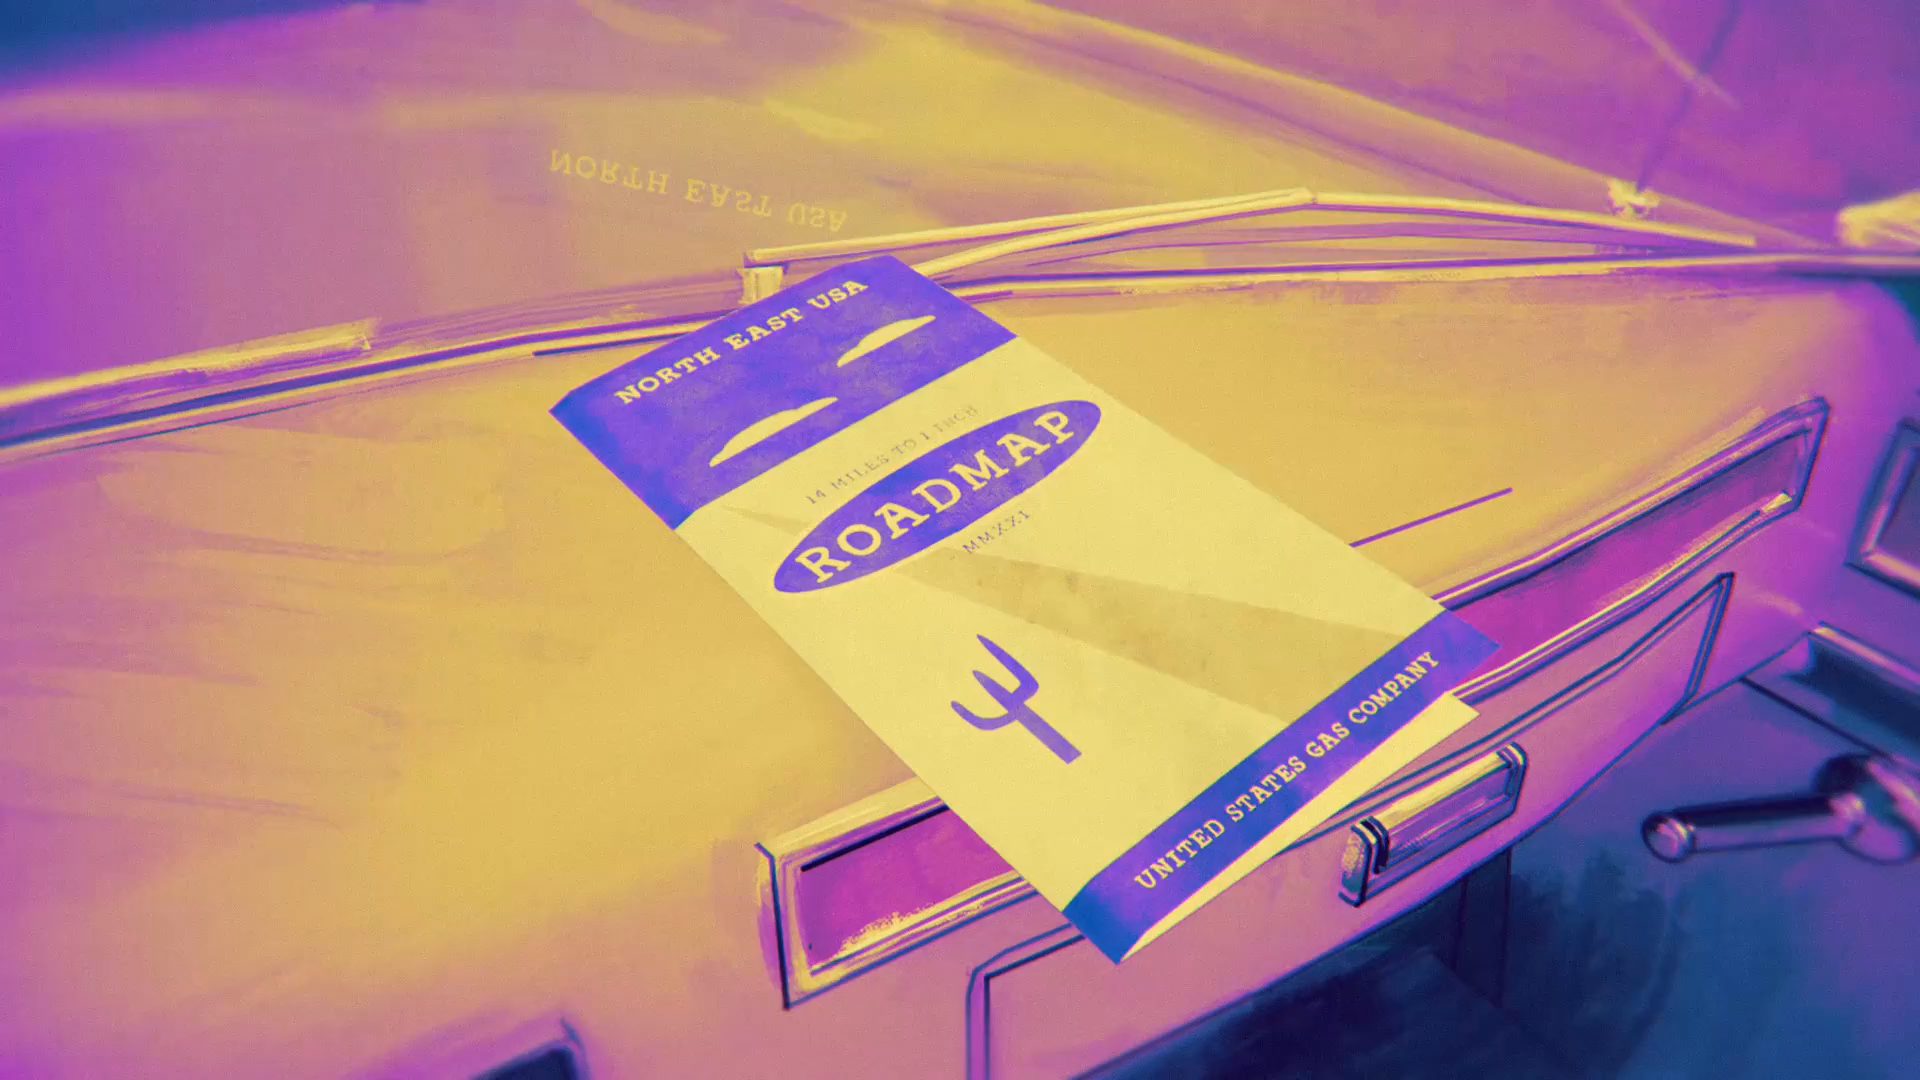 NORTH EAST USA
NORTH EAST USA
14 MILES TO 1 INCH
ROADMAP
MMXXI
UNITED STATES GAS COMPANY